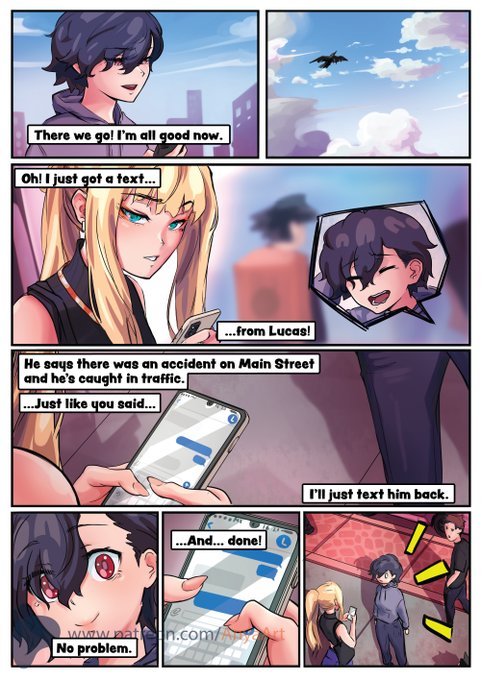 There we go! I'm all good now.
Oh! I just got a text...
...from Lucas!
He says there was an accident on Main Street
and he's caught in traffic.
...Just like you said...
I'll just text him back.
No problem.
...And... done!
www.patreon.com/AnyaArt